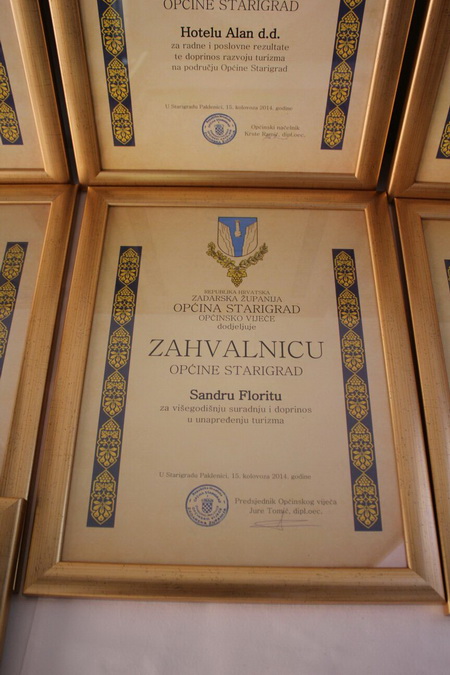 OPĆINE STARIGRAD
Hotelu Alan d.d.
za radne i poslovne rezultate
te doprinos razvoju turizma
na području Općine Starigrad
U Starigradu Paklenici, 15. kolovoza 2014. godine
Općinski načelnik
Krste
dipl.oec.
REPUBLIKA HRVATSKA
ZADARSKA ŽUPANIJA
OPĆINA STARIGRAD
OPĆINSKO VIJEĆE
dodjeljuje
ZAHVALNICU
OPĆINE STARIGRAD
Sandru Floritu
za višegodišnju suradnju i doprinos
u unapređenju turizma
U Starigradu Paklenici, 15. kolovoza 2014. godine
Predsjednik Općinskog vijeća
Jure Tomić, dipl.oec.